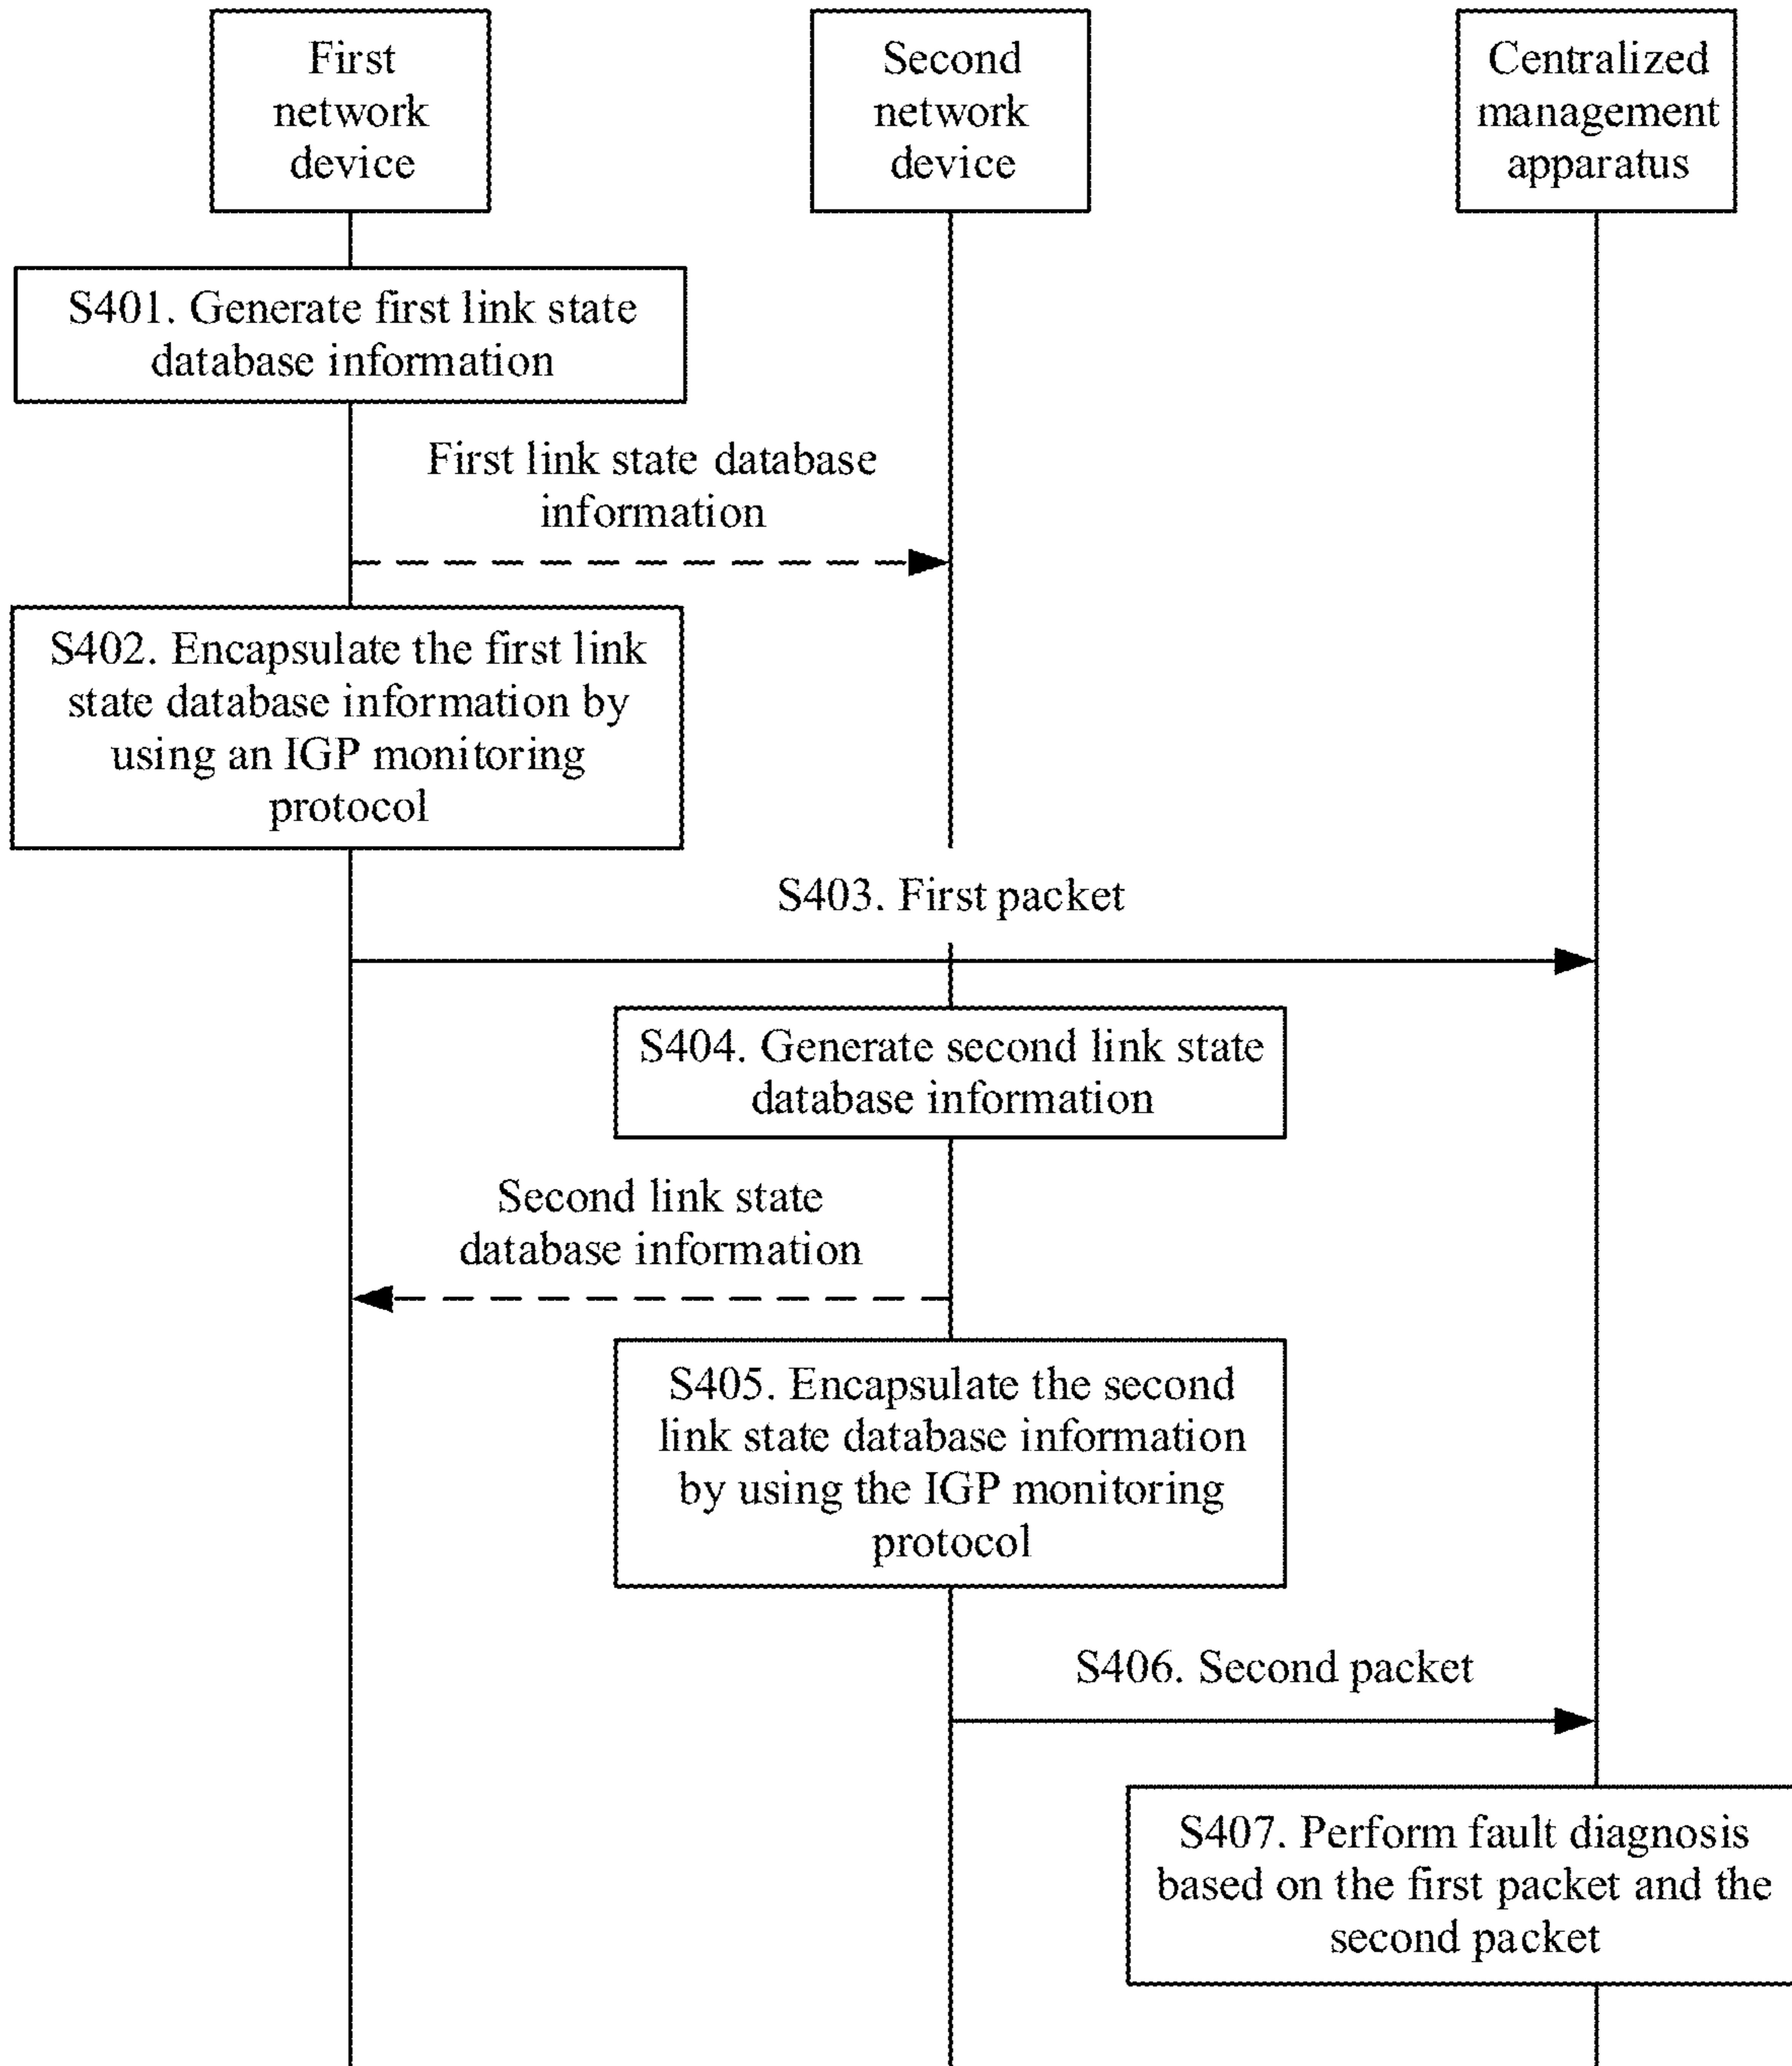 First
network
device
Second
network
device
Centralized
management
apparatus
S401. Generate first link state
database information
First link state database
information
S402. Encapsulate the first link
state database information by
using an IGP monitoring
protocol
S403. First packet
S404. Generate second link state
database information
Second link state
database information
S405. Encapsulate the second
link state database information
by using the IGP monitoring
protocol
S406. Second packet
S407. Perform fault diagnosis
based on the first packet and the
second packet